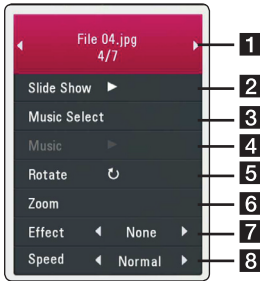 File 04.jpg
4/7
1
Slide Show
2
Music Select
3
Music
4
Rotate
5
Zoom
6
Effect None
7
Speed Normal
8